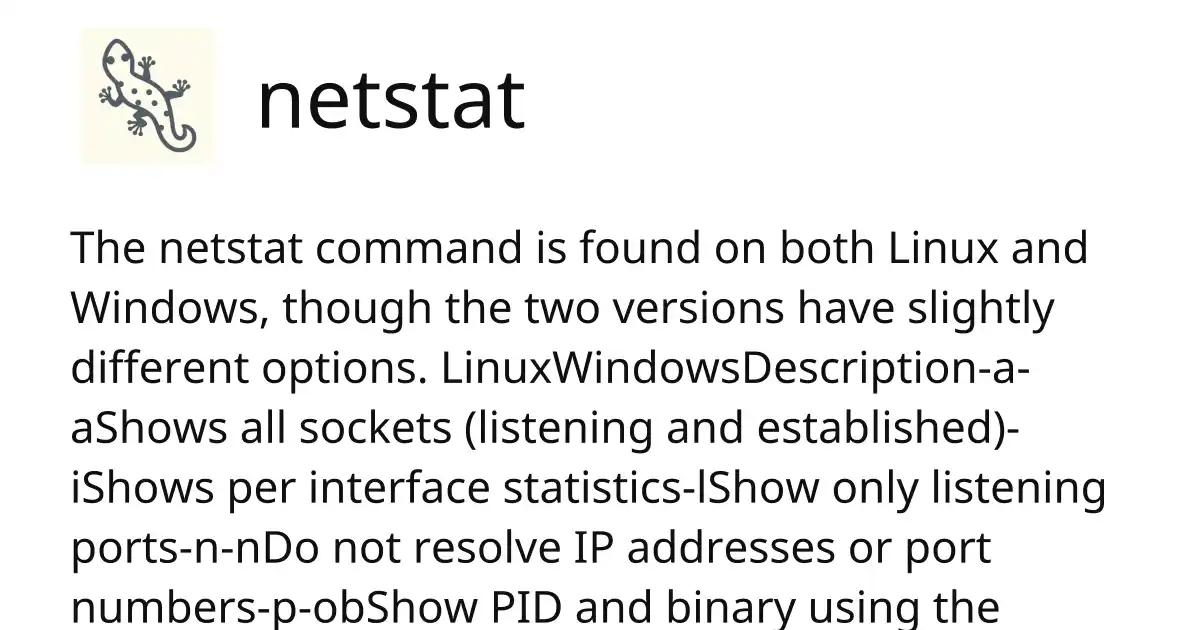 netstat
The netstat command is found on both Linux and
Windows, though the two versions have slightly
different options. LinuxWindowsDescription-a-
aShows all sockets (listening and established)-
iShows per interface statistics-lShow only listening
ports-n-nDo not resolve IP addresses or port
numbers-p-obShow PID and binary using the